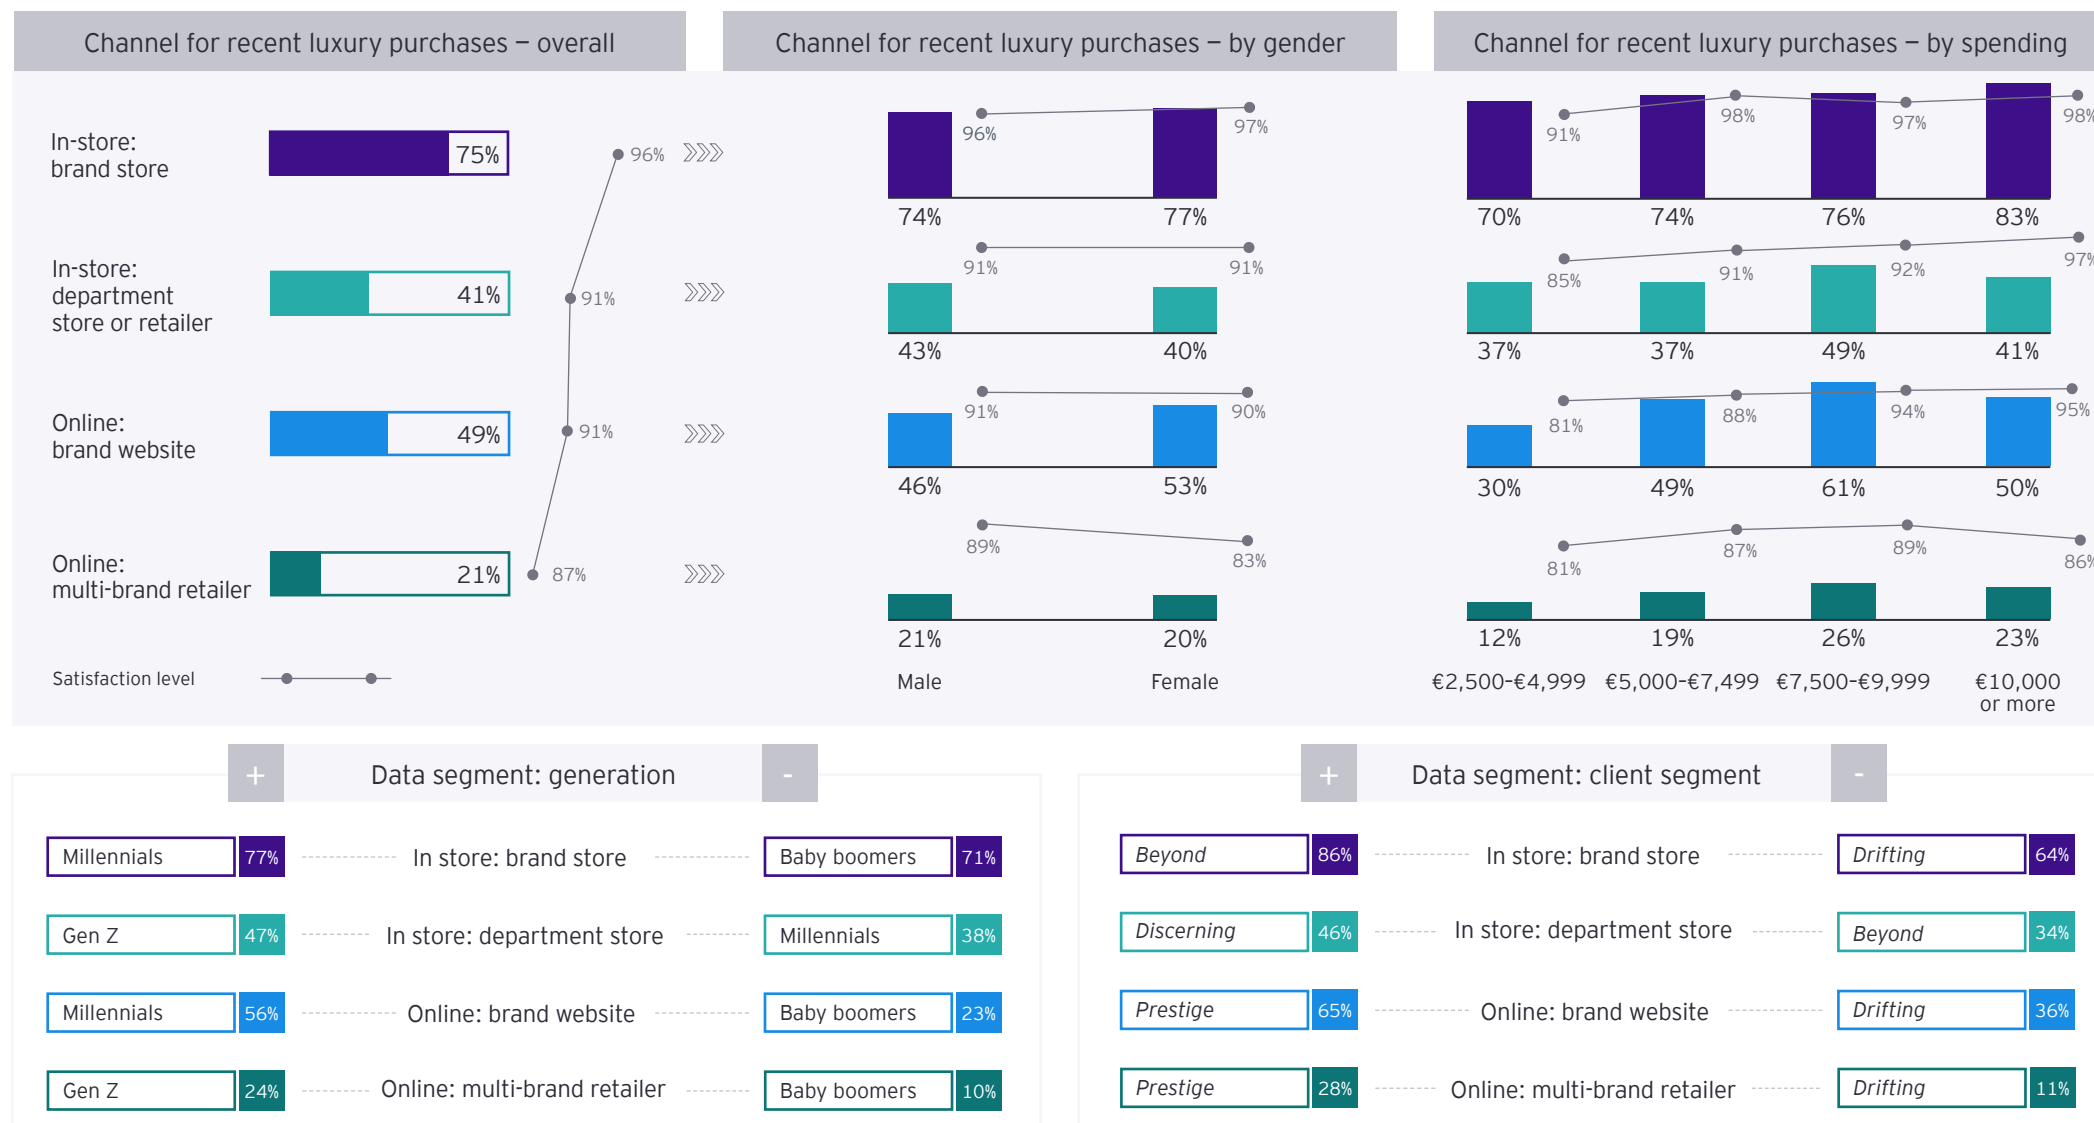 Channel for recent luxury purchases – overall
Channel for recent luxury purchases – by gender
Channel for recent luxury purchases – by spending
In-store:
brand store
75%
96%
96%
97%
74%
77%
91%
98%
97%
98%
70%
74%
76%
83%
In-store:
department
store or retailer
41%
91%
91%
91%
43%
40%
85%
91%
92%
97%
37%
37%
49%
41%
Online:
brand website
49%
91%
91%
90%
46%
53%
81%
88%
94%
95%
30%
49%
61%
50%
Online:
multi-brand retailer
21%
87%
89%
83%
21%
20%
81%
87%
89%
86%
12%
19%
26%
23%
Satisfaction level
Male
Female
€2,500–€4,999
€5,000–€7,499
€7,500–€9,999
€10,000
or more
+ Data segment: generation -
Millennials 77% In store: brand store Baby boomers 71%
Gen Z 47% In store: department store Millennials 38%
Millennials 56% Online: brand website Baby boomers 23%
Gen Z 24% Online: multi-brand retailer Baby boomers 10%
+ Data segment: client segment -
Beyond 86% In store: brand store Drifting 64%
Discerning 46% In store: department store Beyond 34%
Prestige 65% Online: brand website Drifting 36%
Prestige 28% Online: multi-brand retailer Drifting 11%